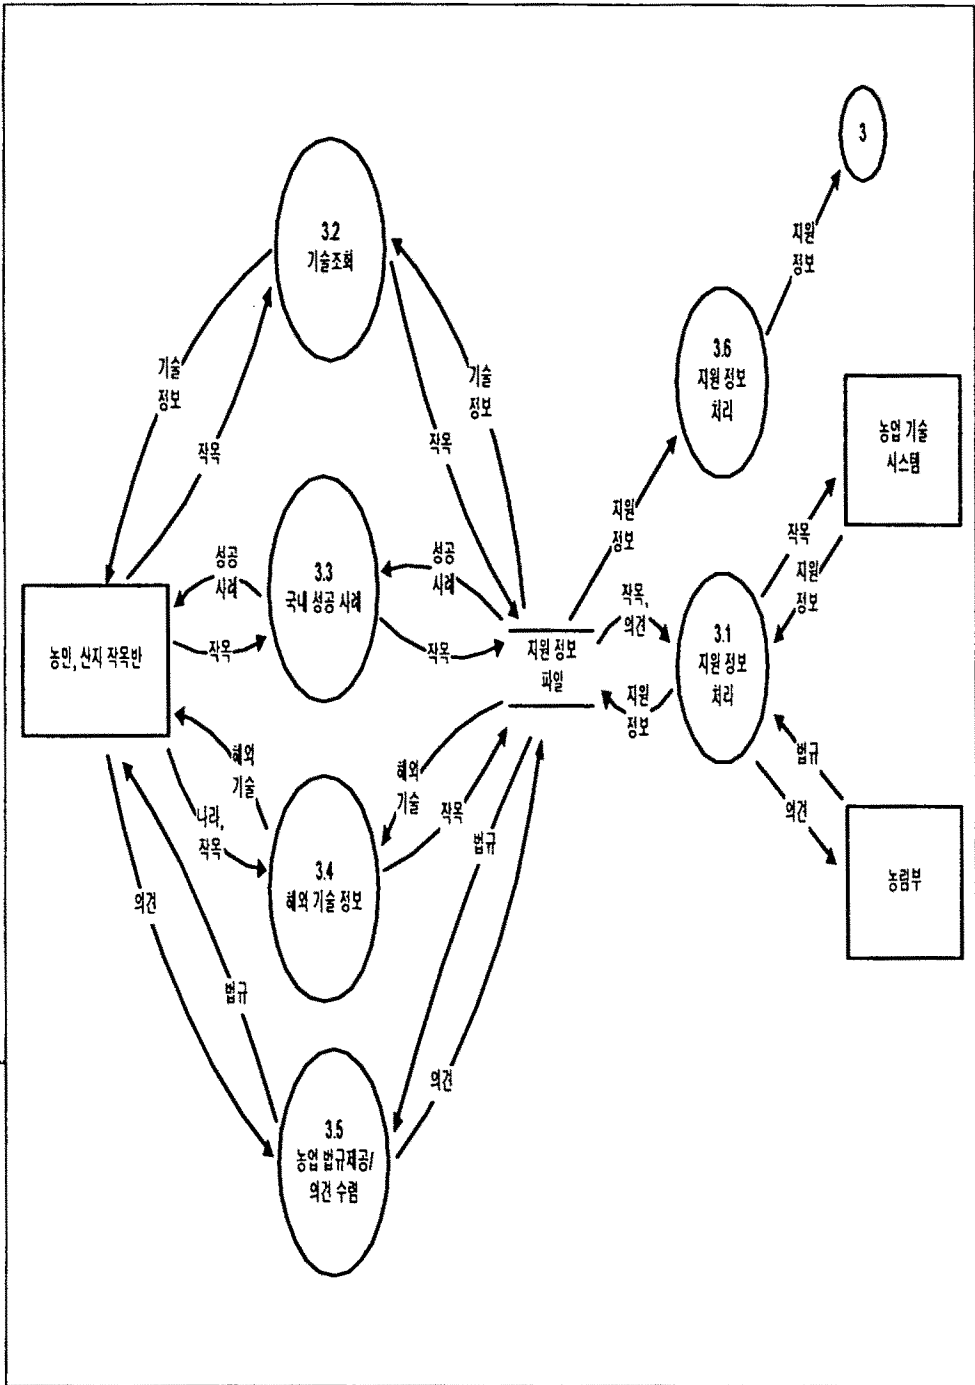 3
지원
정보
3.2
기술조회
3.6
지원 정보
처리
기술
정보
기술
정보
농업 기술
시스템
작목
작목
지원
정보
작목
성공
사례
3.3
국내 성공 사례
성공
사례
지원
정보
작목,
의견
3.1
지원 정보
처리
농민, 산지 작목반
작목
작목
지원 정보
파일
지원
정보
해외
기술
해외
기술
법규
나라,
작목
작목
법규
의견
3.4
해외 기술 정보
농림부
의견
법규
의견
3.5
농업 법규제공/
의견 수렴